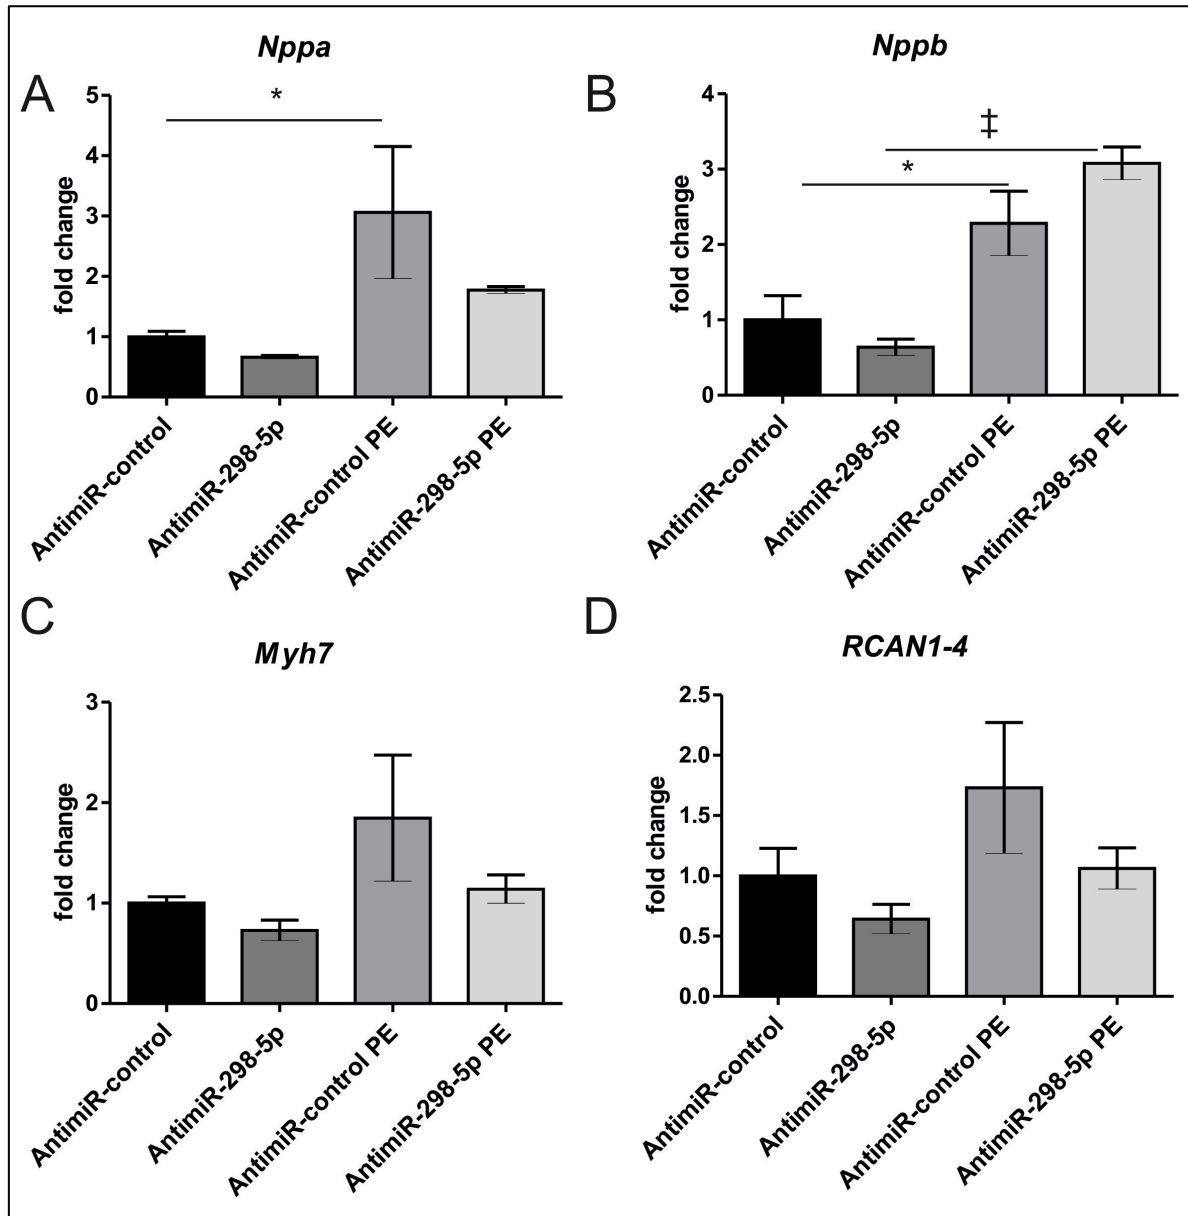 Nppa
A
*
fold change
5
4
3
2
1
0
AntimiR-control
AntimiR-298-5p
AntimiR-control PE
AntimiR-298-5p PE
Nppb
B
‡
*
fold change
4
3
2
1
0
AntimiR-control
AntimiR-298-5p
AntimiR-control PE
AntimiR-298-5p PE
C
Myh7
fold change
3
2
1
0
AntimiR-control
AntimiR-298-5p
AntimiR-control PE
AntimiR-298-5p PE
D
RCAN1-4
fold change
2.5
2.0
1.5
1.0
0.5
0.0
AntimiR-control
AntimiR-298-5p
AntimiR-control PE
AntimiR-298-5p PE